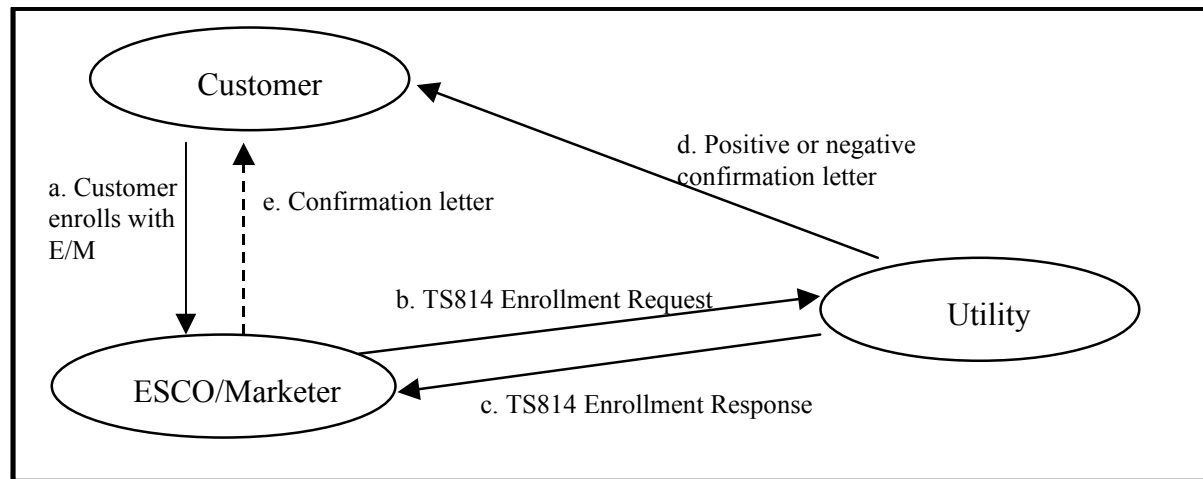 Customer
d. Positive or negative
confirmation letter
a. Customer
enrolls with
E/M
e. Confirmation letter
b. TS814 Enrollment Request
Utility
ESCO/Marketer
c. TS814 Enrollment Response